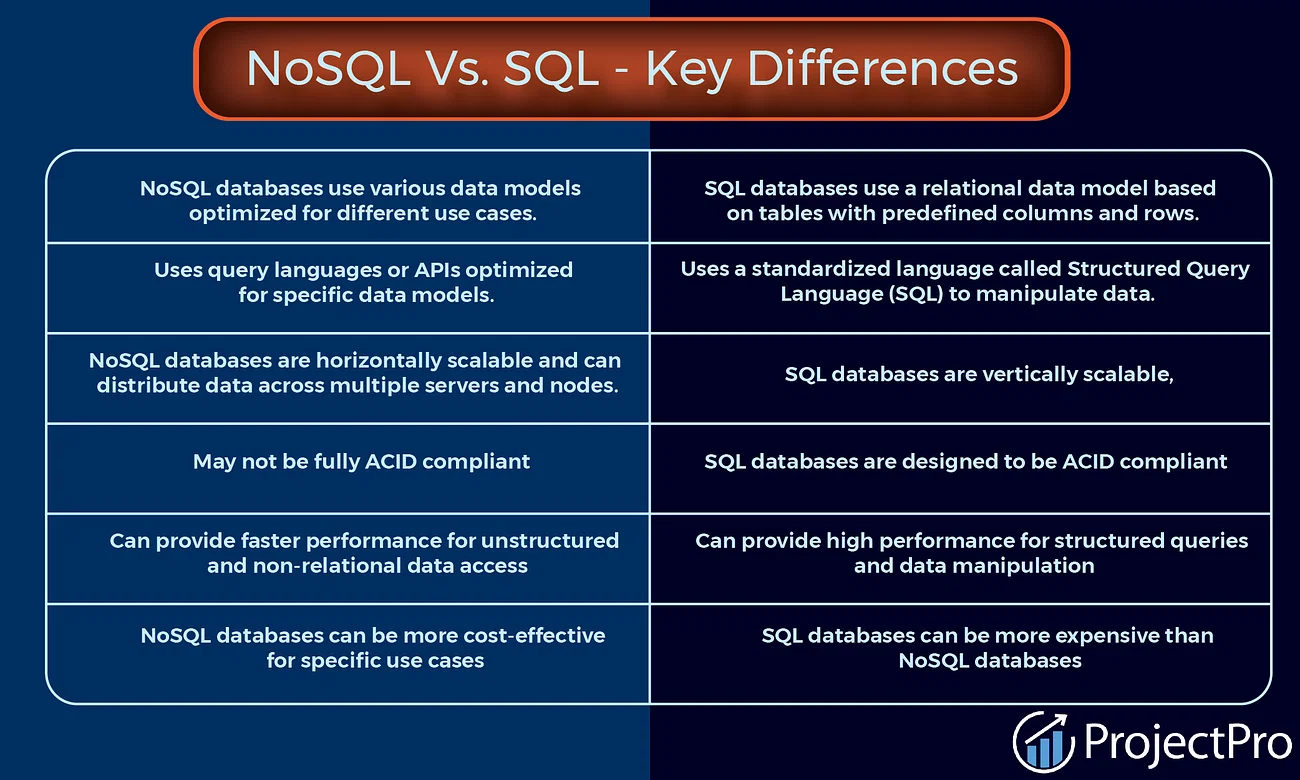 NoSQL Vs. SQL - Key Differences
NoSQL databases use various data models
optimized for different use cases.
SQL databases use a relational data model based
on tables with predefined columns and rows.
Uses query languages or APIs optimized
for specific data models.
Uses a standardized language called Structured Query
Language (SQL) to manipulate data.
NoSQL databases are horizontally scalable and can
distribute data across multiple servers and nodes.
SQL databases are vertically scalable,
May not be fully ACID compliant
SQL databases are designed to be ACID compliant
Can provide faster performance for unstructured
and non-relational data access
Can provide high performance for structured queries
and data manipulation
NoSQL databases can be more cost-effective
for specific use cases
SQL databases can be more expensive than
NoSQL databases
ProjectPro